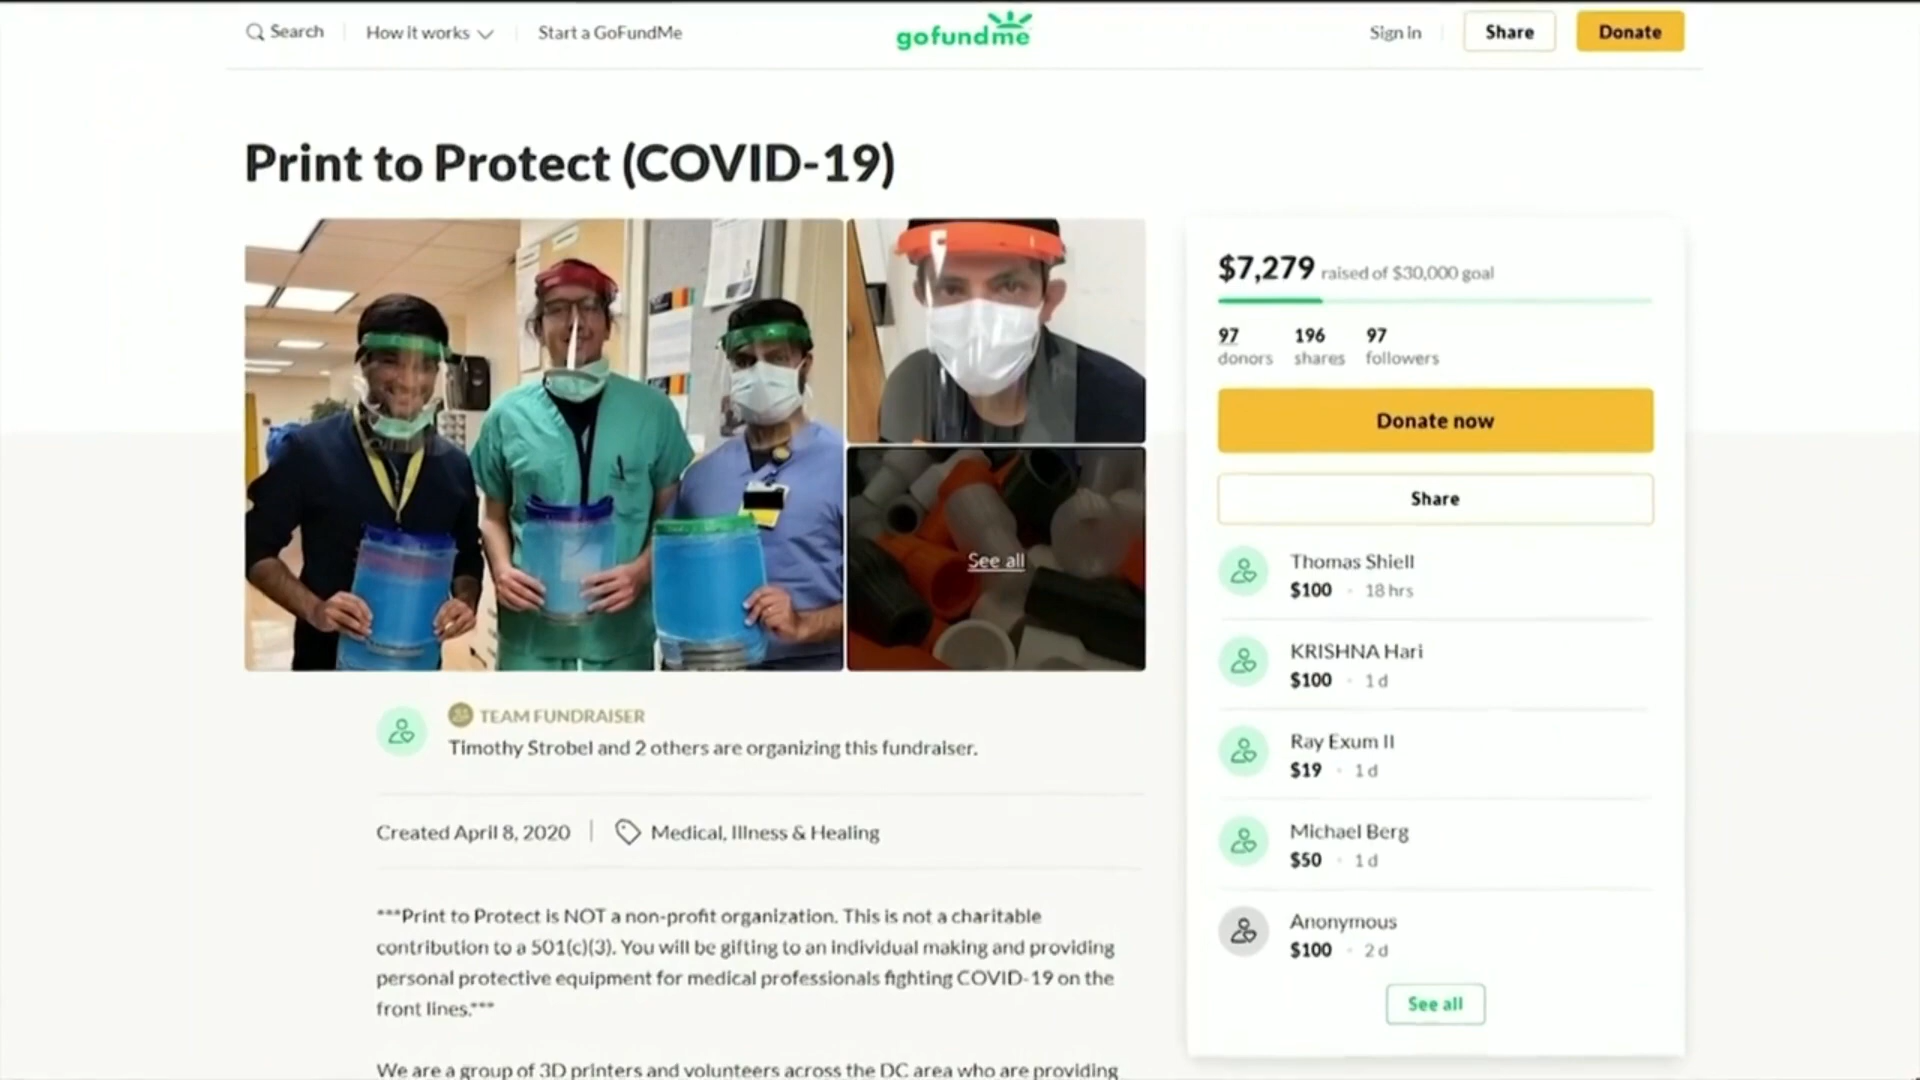 Search
How it works
Start a GoFundMe
gofundme
Sign in
Share
Donate
Print to Protect (COVID-19)
See all
TEAM FUNDRAISER
Timothy Strobel and 2 others are organizing this fundraiser.
Created April 8, 2020
Medical, Illness & Healing
***Print to Protect is NOT a non-profit organization. This is not a charitable
contribution to a 501(c)(3). You will be gifting to an individual making and providing
personal protective equipment for medical professionals fighting COVID-19 on the
front lines.***
We are a group of 3D printers and volunteers across the DC area who are providing
$7,279 raised of $30,000 goal
97 196 97
donors shares followers
Donate now
Share
Thomas Shiell
$100 • 18 hrs
KRISHNA Hari
$100 • 1 d
Ray Exum II
$19 • 1 d
Michael Berg
$50 • 1 d
Anonymous
$100 • 2 d
See all